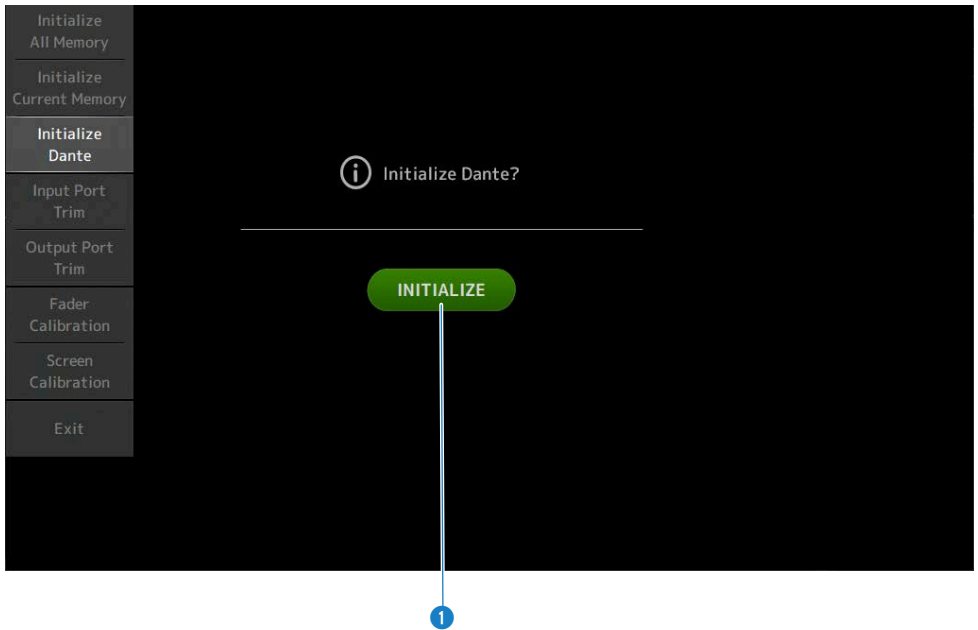 Initialize
All Memory
Initialize
Current Memory
Initialize
Dante
Input Port
Trim
Output Port
Trim
Fader
Calibration
Screen
Calibration
Exit
Initialize Dante?
INITIALIZE
1